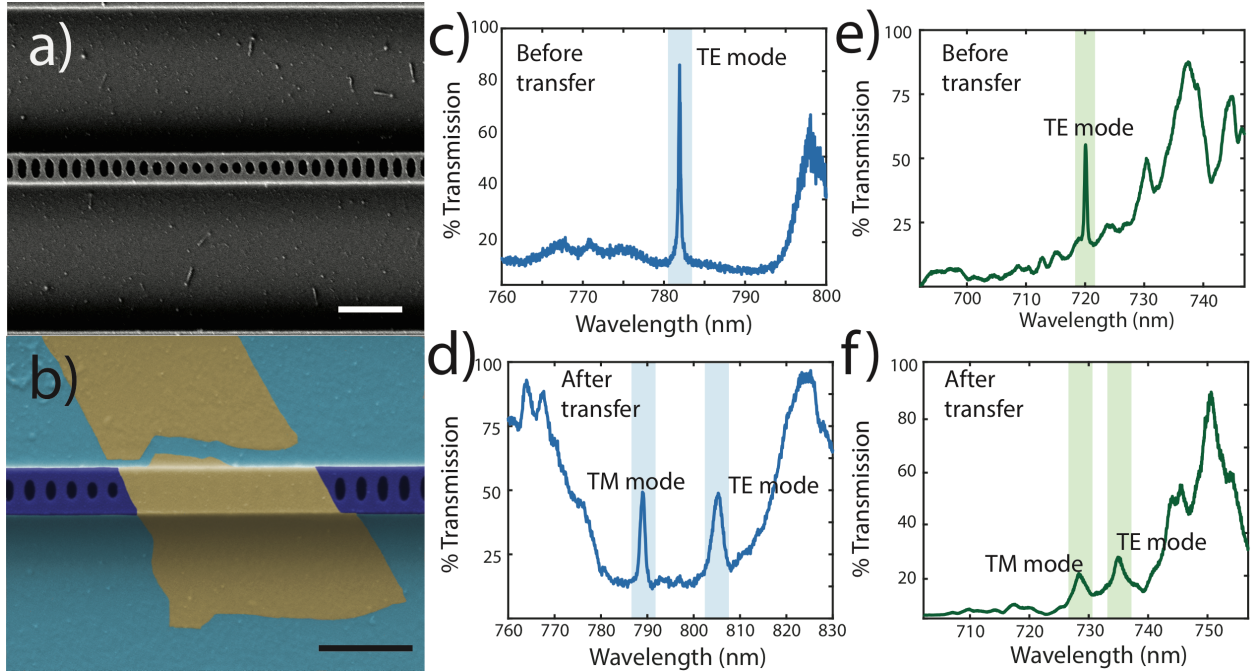 a)
b)
c)
Before
transfer
TE mode
% Transmission
100
80
60
40
20
760 770 780 790 800
Wavelength (nm)
d)
After
transfer
TM mode
TE mode
% Transmission
100
75
50
25
760 770 780 790 800 810 820 830
Wavelength (nm)
e)
Before
transfer
TE mode
% Transmission
100
75
50
25
700 710 720 730 740
Wavelength (nm)
f)
After
transfer
TM mode
TE mode
% Transmission
100
80
60
40
20
710 720 730 740 750
Wavelength (nm)